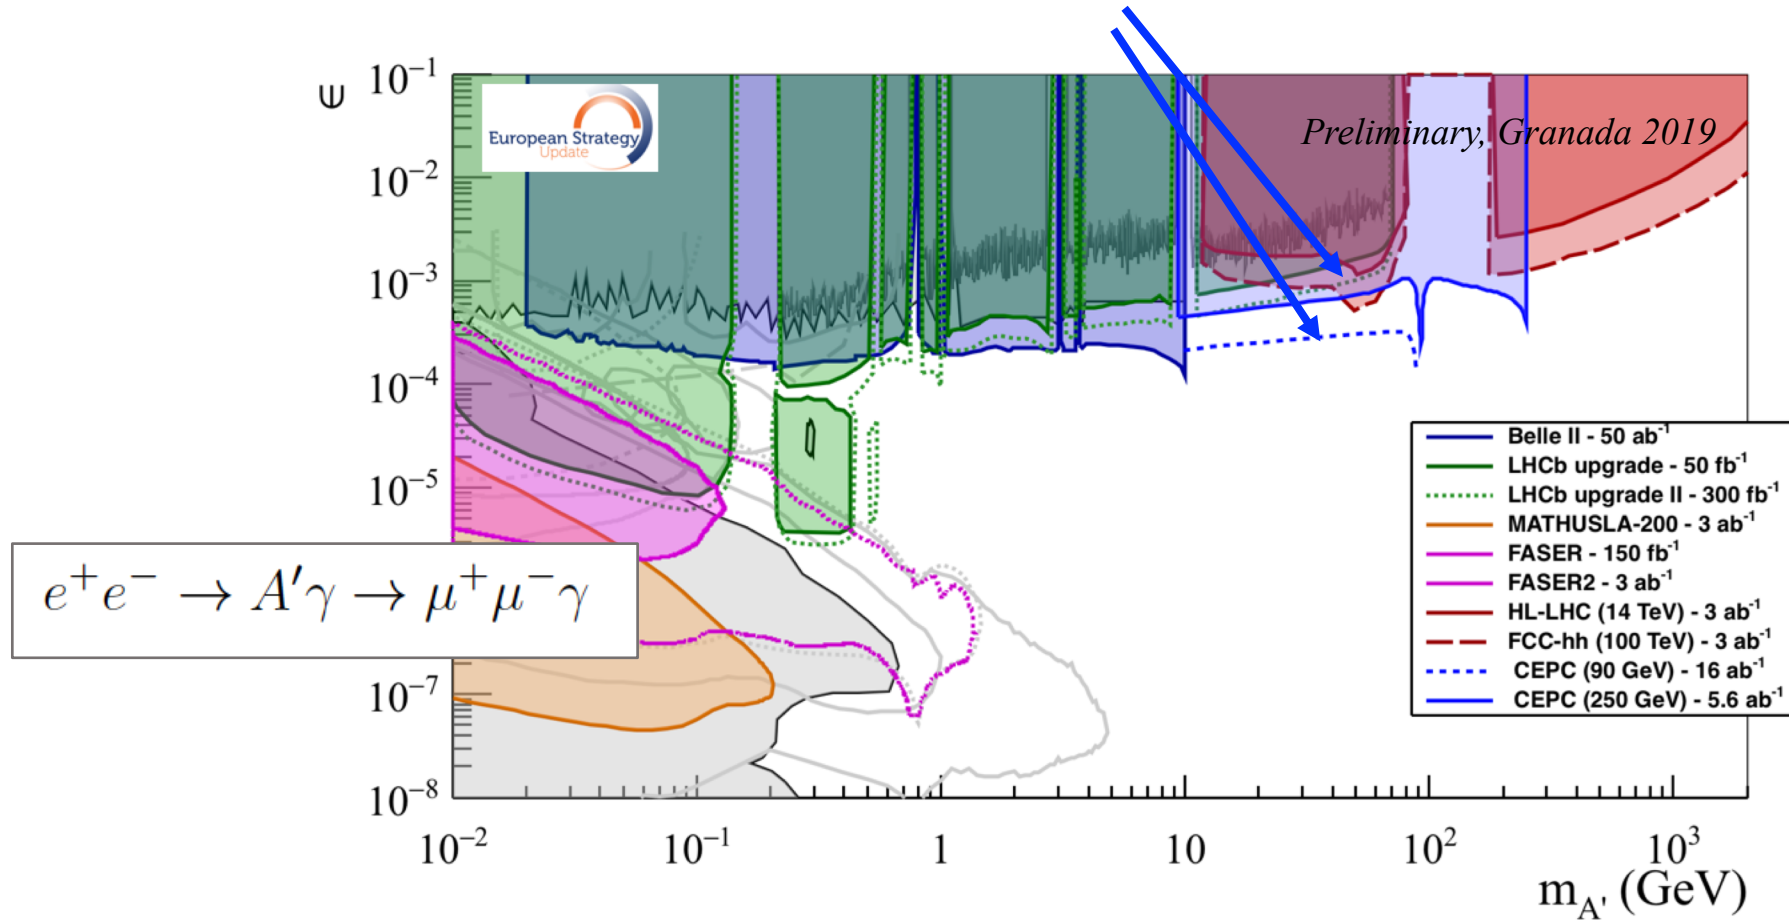 ϵ
10⁻¹
10⁻²
10⁻³
10⁻⁴
10⁻⁵
10⁻⁷
10⁻⁸
European Strategy
Update
Preliminary, Granada 2019
e⁺e⁻ → A′γ → μ⁺μ⁻γ
Belle II - 50 ab⁻¹
LHCb upgrade - 50 fb⁻¹
LHCb upgrade II - 300 fb⁻¹
MATHUSLA-200 - 3 ab⁻¹
FASER - 150 fb⁻¹
FASER2 - 3 ab⁻¹
HL-LHC (14 TeV) - 3 ab⁻¹
FCC-hh (100 TeV) - 3 ab⁻¹
CEPC (90 GeV) - 16 ab⁻¹
CEPC (250 GeV) - 5.6 ab⁻¹
10⁻² 10⁻¹ 1 10 10² 10³
m_A' (GeV)